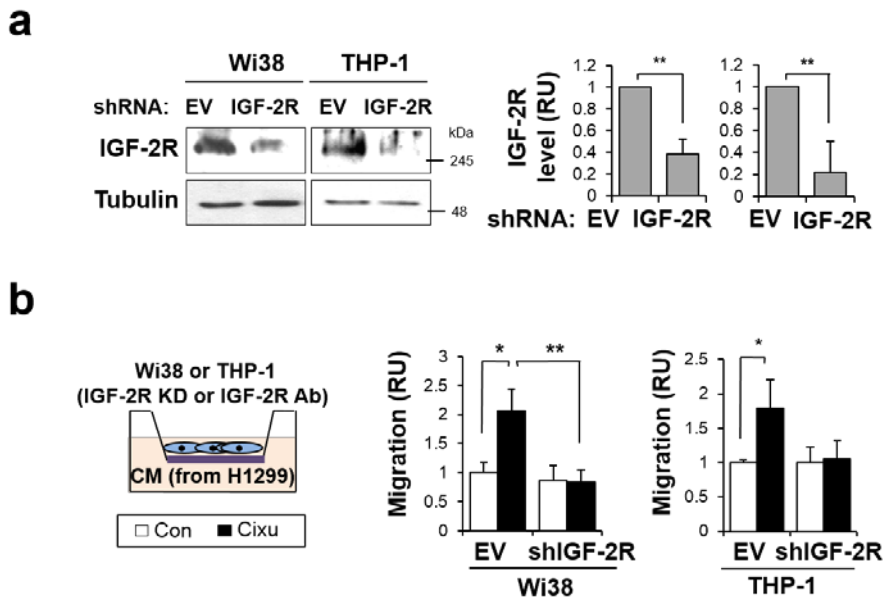 a
Wi38 THP-1
shRNA: EV IGF-2R EV IGF-2R
kDa
IGF-2R
245
Tubulin
48
IGF-2R
level (RU)
1.2
1
0.8
0.6
0.4
0.2
0
**
1.2
1
0.8
0.6
0.4
0.2
0
**
shRNA: EV IGF-2R EV IGF-2R
b
Wi38 or THP-1
(IGF-2R KD or IGF-2R Ab)
CM (from H1299)
Con Cixu
Migration (RU)
3
2.5
2
1.5
1
0.5
0
* **
EV shIGF-2R
Wi38
Migration (RU)
2.5
2
1.5
1
0.5
0
*
EV shIGF-2R
THP-1